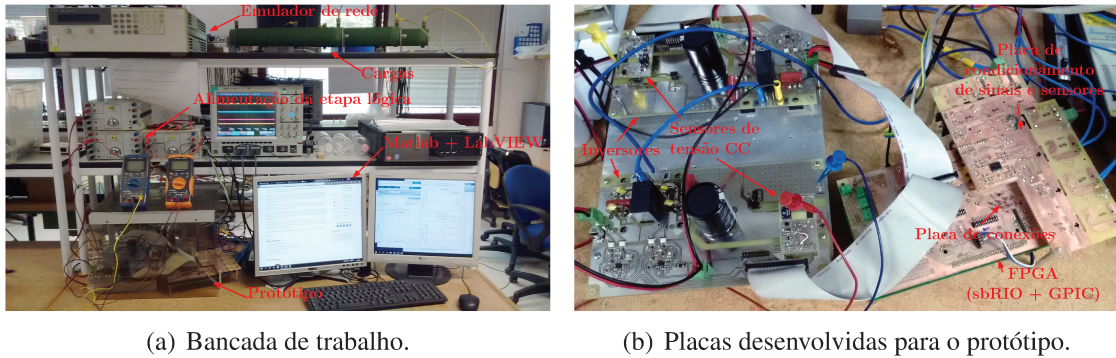 Emulador de rede
Cargas
Alimentação da etapa lógica
Matlab + LabVIEW
Protótipo
Placa de
condicionamento
de sinais e sensores
Sensores de
tensão CC
Inversores
Placa de conexões
FPGA
(sbRIO + GPIC)
(a) Bancada de trabalho.
(b) Placas desenvolvidas para o protótipo.